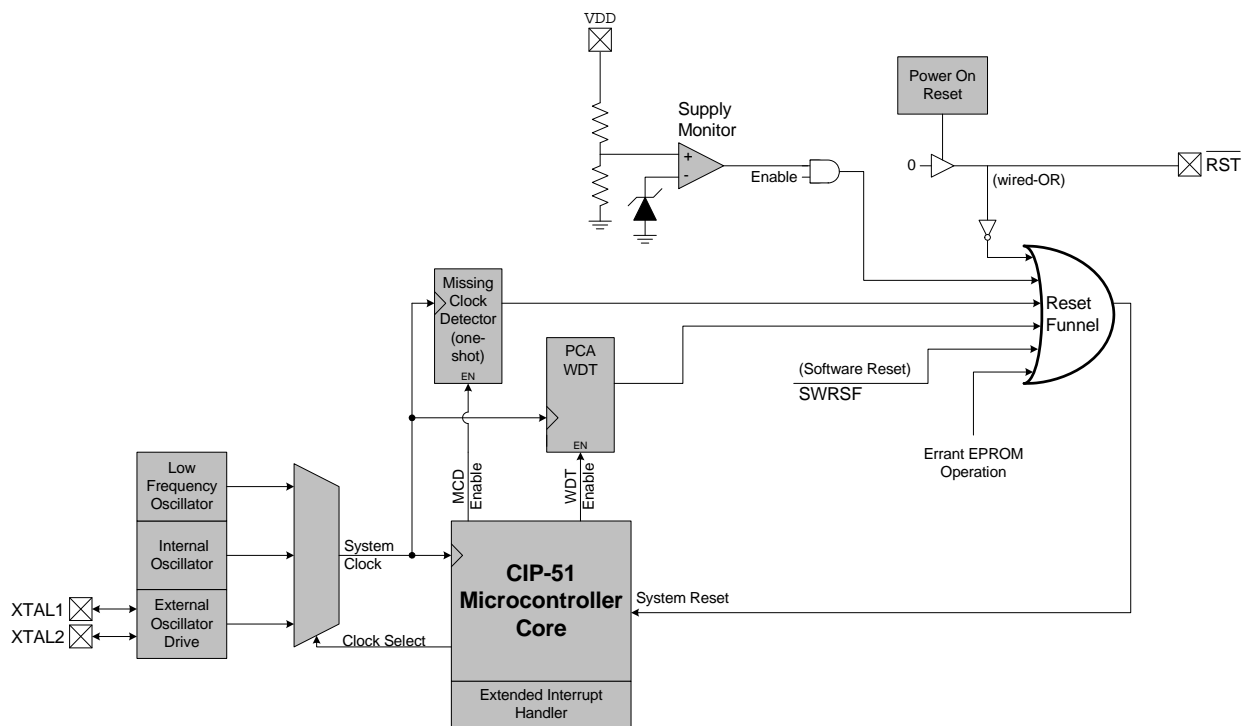 VDD
Power On
Reset
Supply
Monitor
+
-
Enable
0
(wired-OR)
RST
Missing
Clock
Detector
(one-
shot)
EN
Reset
Funnel
PCA
WDT
EN
(Software Reset)
SWRSF
Errant EPROM
Operation
MCD
Enable
WDT
Enable
Low
Frequency
Oscillator
Internal
Oscillator
External
Oscillator
Drive
XTAL1
XTAL2
System
Clock
Clock Select
CIP-51
Microcontroller
Core
System Reset
Extended Interrupt
Handler